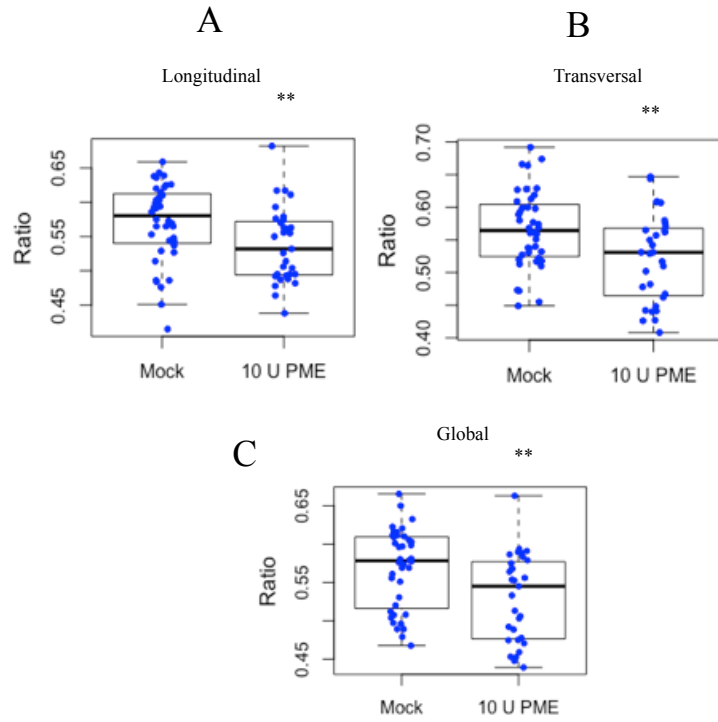 A
B
Longitudinal
Transversal
**
**
Ratio
0.65
0.55
0.45
Mock
10 U PME
Ratio
0.70
0.60
0.50
0.40
Mock
10 U PME
C
Global
**
Ratio
0.65
0.55
0.45
Mock
10 U PME